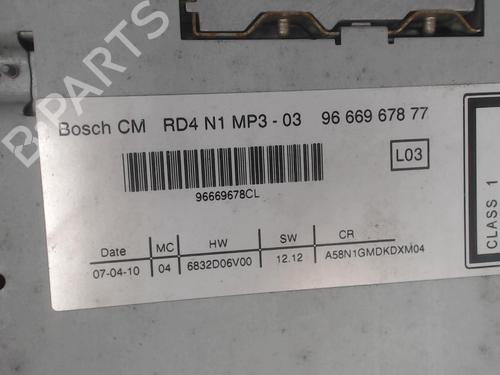 B-PARTS
Bosch CM RD4 N1 MP3 - 03 96 669 678 77
L03
96669678CL
CLASS 1
Date MC HW SW CR
07-04-10 04 6832D06V00 12.12 A58N1GMDKDXM04